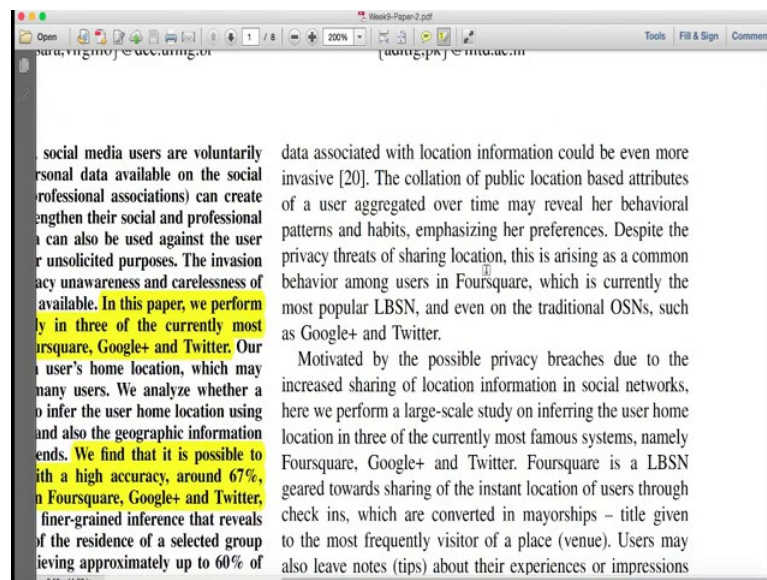 Week9-Paper-2.pdf
Open
1 / 8
200%
Tools Fill & Sign Commen
social media users are voluntarily
rsonal data available on the social
rofessional associations) can create
engthen their social and professional
can also be used against the user
r unsolicited purposes. The invasion
acy unawareness and carelessness of
available. In this paper, we perform
ly in three of the currently most
ursquare, Google+ and Twitter. Our
user's home location, which may
many users. We analyze whether a
o infer the user home location using
and also the geographic information
ends. We find that it is possible to
ith a high accuracy, around 67%,
n Foursquare, Google+ and Twitter,
finer-grained inference that reveals
of the residence of a selected group
ieving approximately up to 60% of
data associated with location information could be even more
invasive [20]. The collation of public location based attributes
of a user aggregated over time may reveal her behavioral
patterns and habits, emphasizing her preferences. Despite the
privacy threats of sharing location, this is arising as a common
behavior among users in Foursquare, which is currently the
most popular LBSN, and even on the traditional OSNs, such
as Google+ and Twitter.
Motivated by the possible privacy breaches due to the
increased sharing of location information in social networks,
here we perform a large-scale study on inferring the user home
location in three of the currently most famous systems, namely
Foursquare, Google+ and Twitter. Foursquare is a LBSN
geared towards sharing of the instant location of users through
check ins, which are converted in mayorships – title given
to the most frequently visitor of a place (venue). Users may
also leave notes (tips) about their experiences or impressions